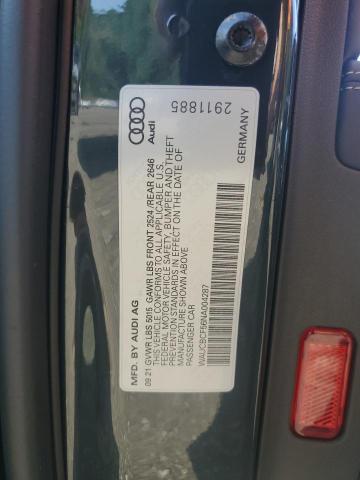 Audi
2911885
GERMANY
MFD. BY AUDI AG
09 21 GVWR LBS 5015 GAWR LBS FRONT 2524 /REAR 2646
THIS VEHICLE CONFORMS TO ALL APPLICABLE U.S.
FEDERAL MOTOR VEHICLE SAFETY, BUMPER ANDTHEFT
PREVENTION STANDARDS IN EFFECT ON THE DATE OF
MANUFACTURE SHOWN ABOVE
PASSENGER CAR
WAUCBCF56NA004287